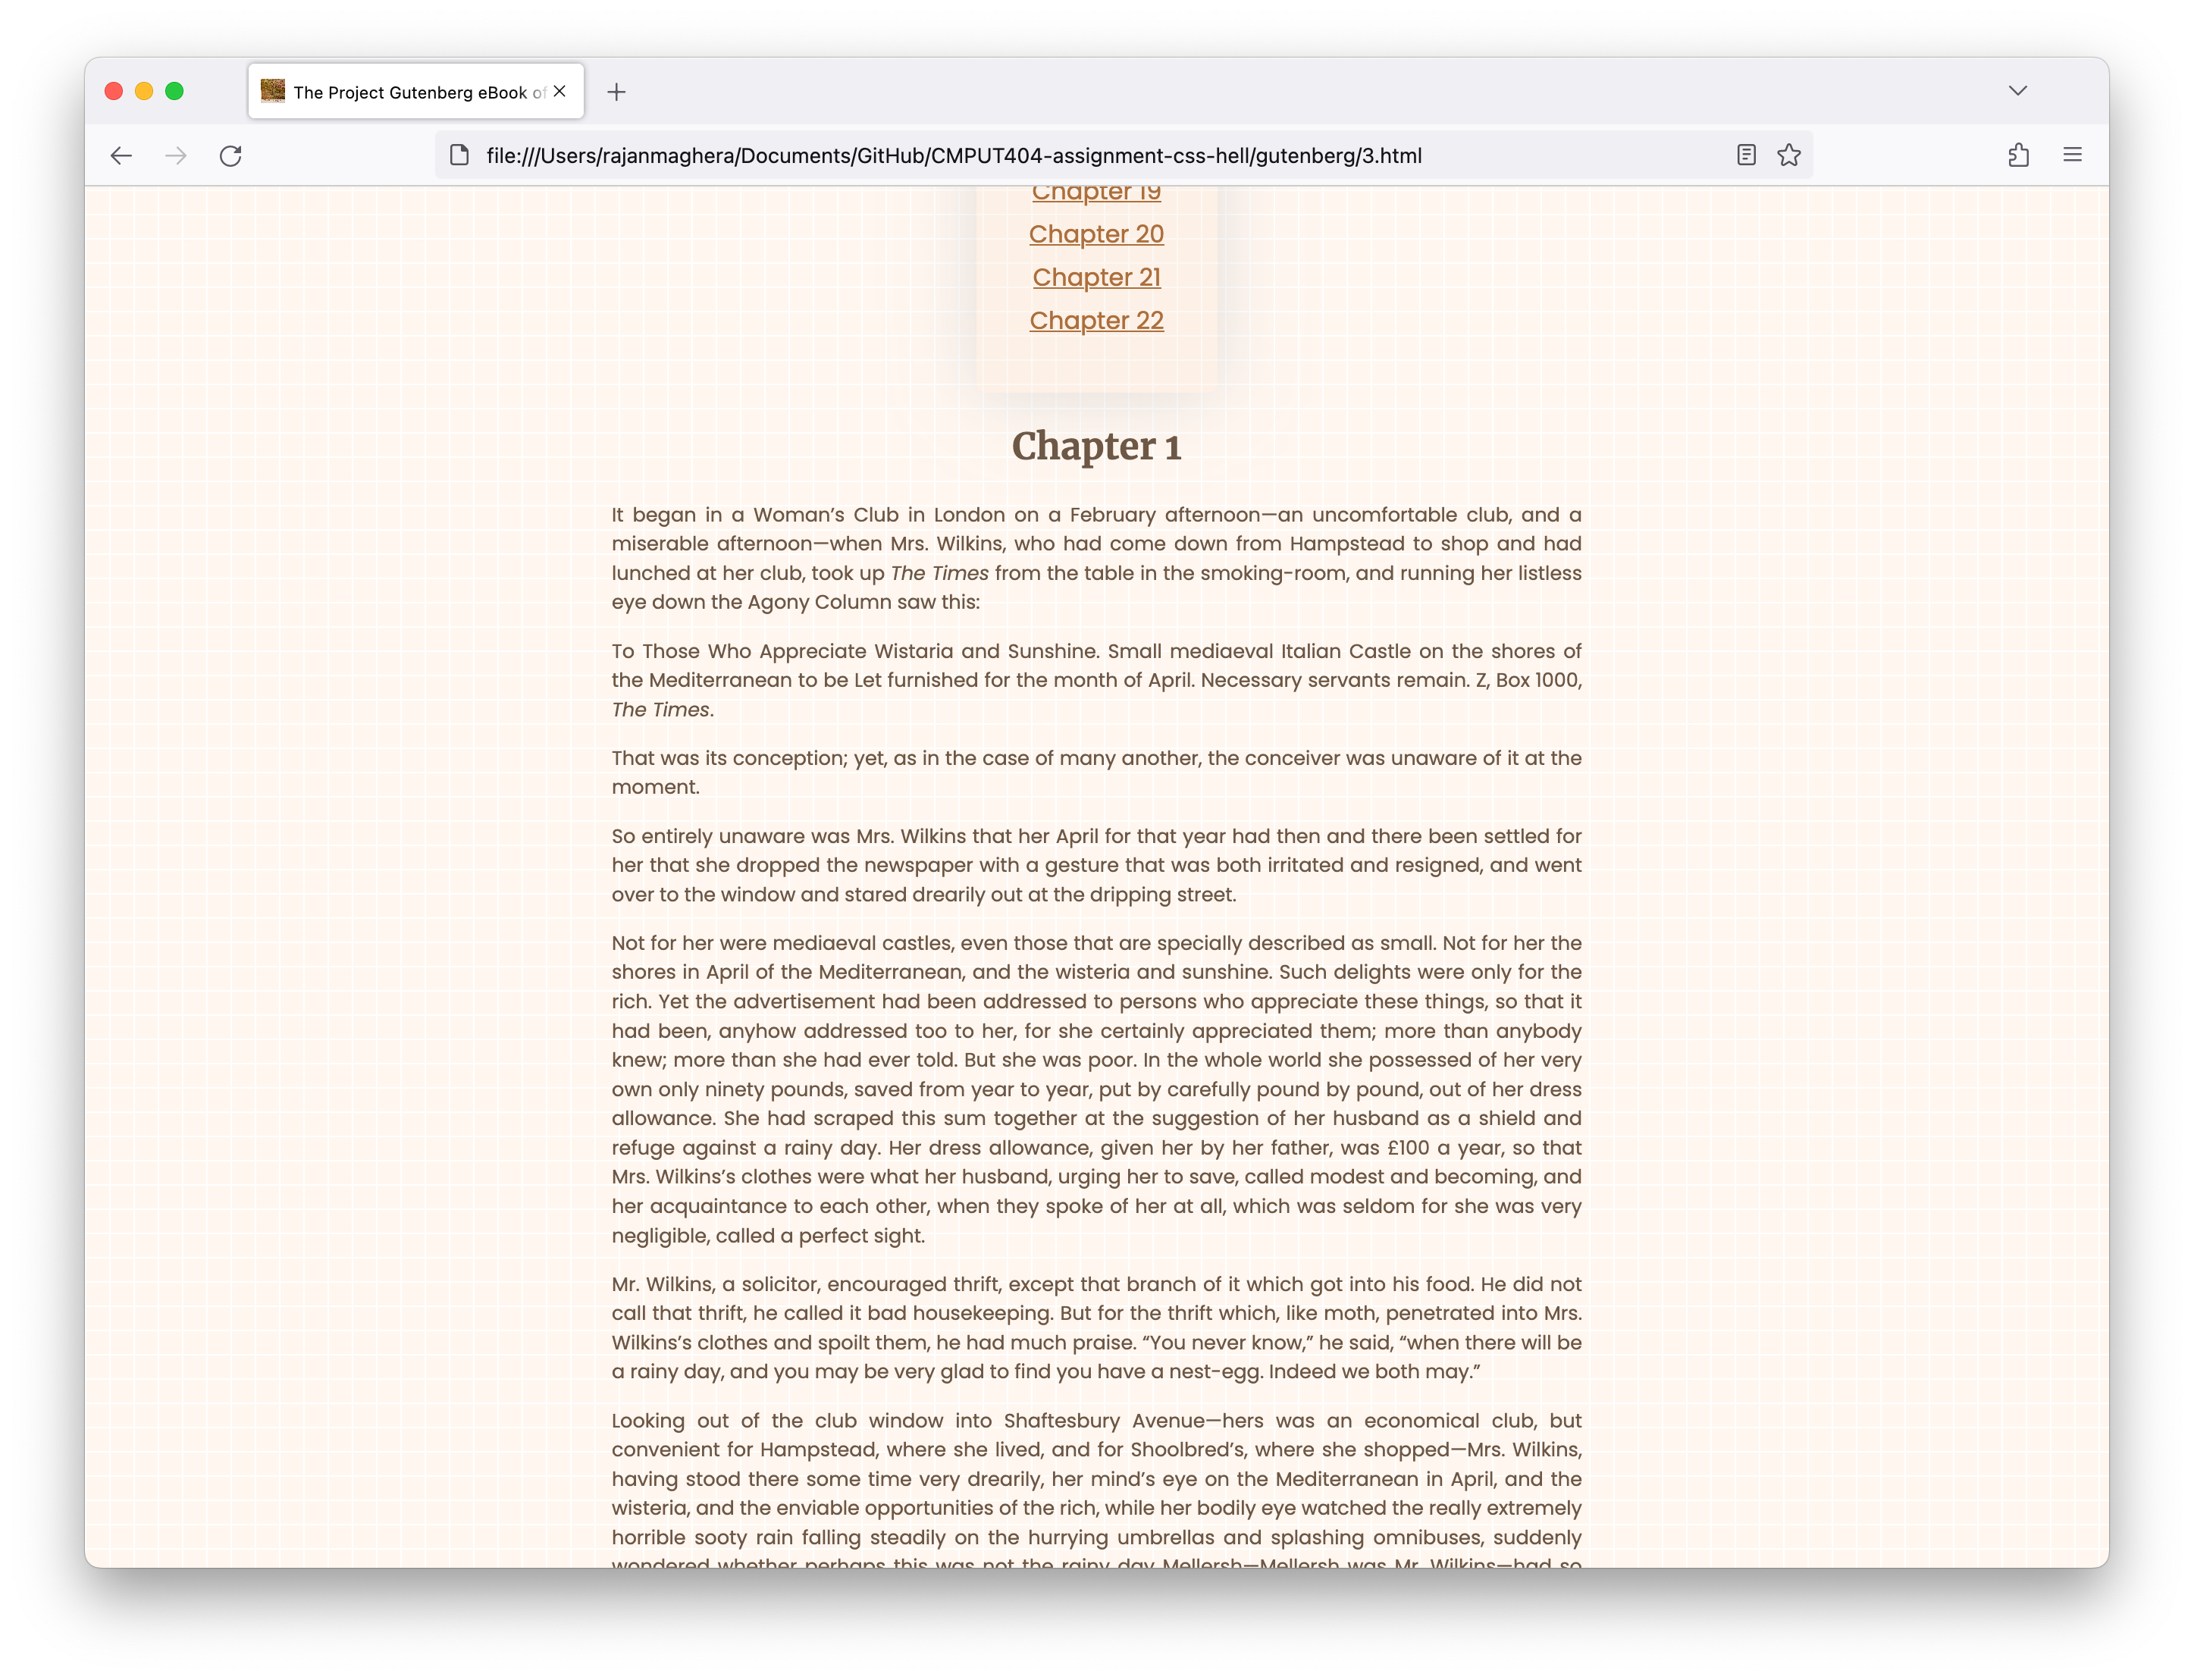 The Project Gutenberg eBook of
file:///Users/rajanmaghera/Documents/GitHub/CMPUT404-assignment-css-hell/gutenberg/3.html
Chapter 19
Chapter 20
Chapter 21
Chapter 22
Chapter 1
It began in a Woman’s Club in London on a February afternoon—an uncomfortable club, and a
miserable afternoon—when Mrs. Wilkins, who had come down from Hampstead to shop and had
lunched at her club, took up The Times from the table in the smoking-room, and running her listless
eye down the Agony Column saw this:
To Those Who Appreciate Wistaria and Sunshine. Small mediaeval Italian Castle on the shores of
the Mediterranean to be Let furnished for the month of April. Necessary servants remain. Z, Box 1000,
The Times.
That was its conception; yet, as in the case of many another, the conceiver was unaware of it at the
moment.
So entirely unaware was Mrs. Wilkins that her April for that year had then and there been settled for
her that she dropped the newspaper with a gesture that was both irritated and resigned, and went
over to the window and stared drearily out at the dripping street.
Not for her were mediaeval castles, even those that are specially described as small. Not for her the
shores in April of the Mediterranean, and the wisteria and sunshine. Such delights were only for the
rich. Yet the advertisement had been addressed to persons who appreciate these things, so that it
had been, anyhow addressed too to her, for she certainly appreciated them; more than anybody
knew; more than she had ever told. But she was poor. In the whole world she possessed of her very
own only ninety pounds, saved from year to year, put by carefully pound by pound, out of her dress
allowance. She had scraped this sum together at the suggestion of her husband as a shield and
refuge against a rainy day. Her dress allowance, given her by her father, was £100 a year, so that
Mrs. Wilkins’s clothes were what her husband, urging her to save, called modest and becoming, and
her acquaintance to each other, when they spoke of her at all, which was seldom for she was very
negligible, called a perfect sight.
Mr. Wilkins, a solicitor, encouraged thrift, except that branch of it which got into his food. He did not
call that thrift, he called it bad housekeeping. But for the thrift which, like moth, penetrated into Mrs.
Wilkins’s clothes and spoilt them, he had much praise. “You never know,” he said, “when there will be
a rainy day, and you may be very glad to find you have a nest-egg. Indeed we both may.”
Looking out of the club window into Shaftesbury Avenue—hers was an economical club, but
convenient for Hampstead, where she lived, and for Shoolbred’s, where she shopped—Mrs. Wilkins,
having stood there some time very drearily, her mind’s eye on the Mediterranean in April, and the
wisteria, and the enviable opportunities of the rich, while her bodily eye watched the really extremely
horrible sooty rain falling steadily on the hurrying umbrellas and splashing omnibuses, suddenly
wondered whether perhaps this was not the rainy day Mellersh—Mellersh was Mr. Wilkins—had so